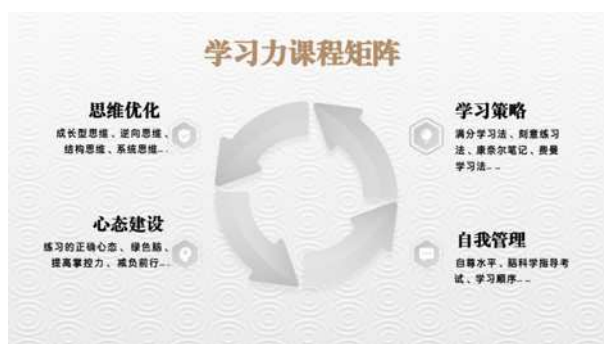 学习力课程矩阵
思维优化
成长型思维、逆向思维、
结构思维、系统思维……
学习策略
满分学习法、刻意练习
法、康奈尔笔记、费曼
学习法……
心态建设
练习的正确心态、绿色脑、
提高掌控力、减负前行……
自我管理
自尊水平、脑科学指导考
试、学习顺序……